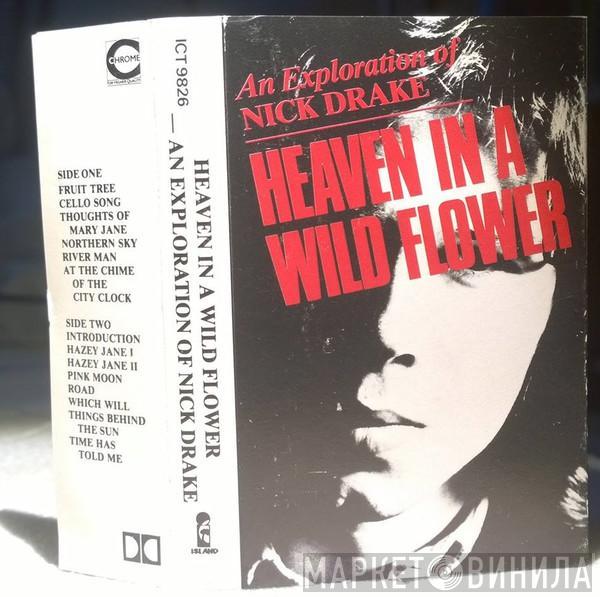 CHROME
FOR HIGHER QUALITY
SIDE ONE
FRUIT TREE
CELLO SONG
THOUGHTS OF
MARY JANE
NORTHERN SKY
RIVER MAN
AT THE CHIME
OF THE
CITY CLOCK
SIDE TWO
INTRODUCTION
HAZEY JANE I
HAZEY JANE II
PINK MOON
ROAD
WHICH WILL
THINGS BEHIND
THE SUN
TIME HAS
TOLD ME
ICT 9826 — HEAVEN IN A WILD FLOWER
AN EXPLORATION OF NICK DRAKE
ISLAND
An Exploration of
NICK DRAKE
HEAVEN IN A
WILD FLOWER
МАРКЕТ ВИНИЛА